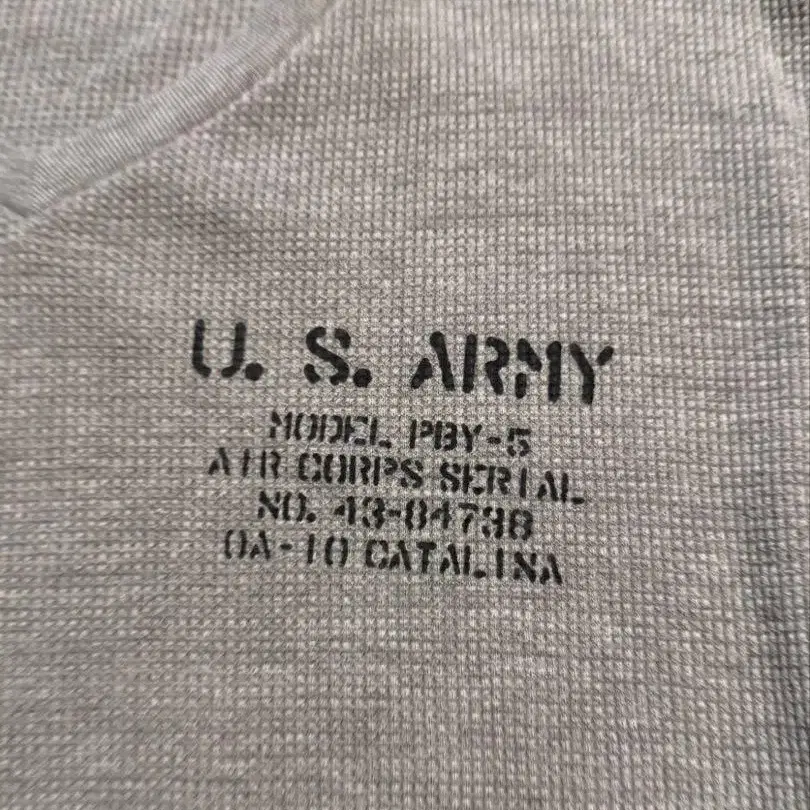 U. S. ARMY
MODEL PBY-5
AIR CORPS SERIAL
NO. 43-84738
OA-10 CATALINA